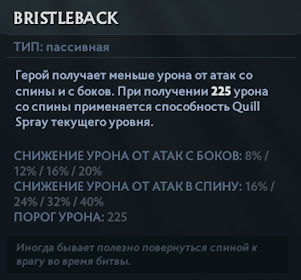 BRISTLEBACK
ТИП: пассивная
Герой получает меньше урона от атак со
спины и с боков. При получении 225 урона
со спины применяется способность Quill
Spray текущего уровня.
СНИЖЕНИЕ УРОНА ОТ АТАК С БОКОВ: 8% /
12% / 16% / 20%
СНИЖЕНИЕ УРОНА ОТ АТАК В СПИНУ: 16% /
24% / 32% / 40%
ПОРОГ УРОНА: 225
Иногда бывает полезно повернуться спиной к
врагу во время битвы.